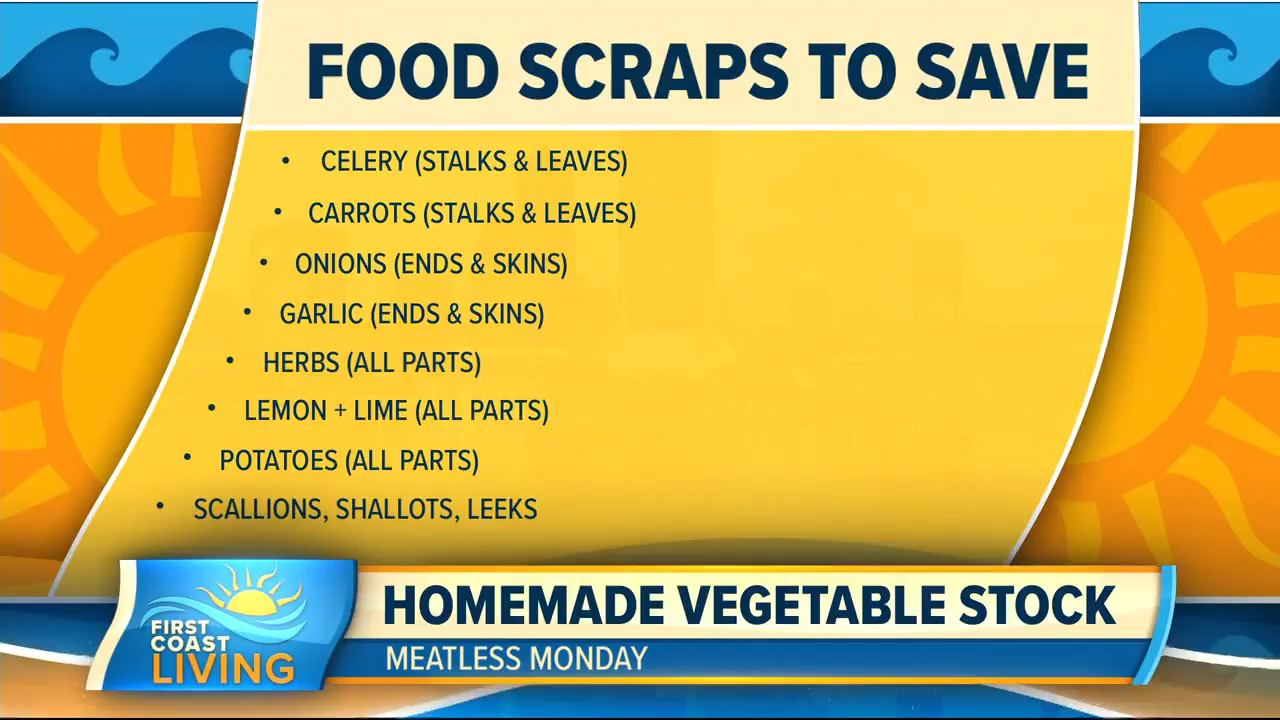 FOOD SCRAPS TO SAVE
• CELERY (STALKS & LEAVES)
• CARROTS (STALKS & LEAVES)
• ONIONS (ENDS & SKINS)
• GARLIC (ENDS & SKINS)
• HERBS (ALL PARTS)
• LEMON + LIME (ALL PARTS)
• POTATOES (ALL PARTS)
• SCALLIONS, SHALLOTS, LEEKS
HOMEMADE VEGETABLE STOCK
MEATLESS MONDAY
FIRST
COAST
LIVING